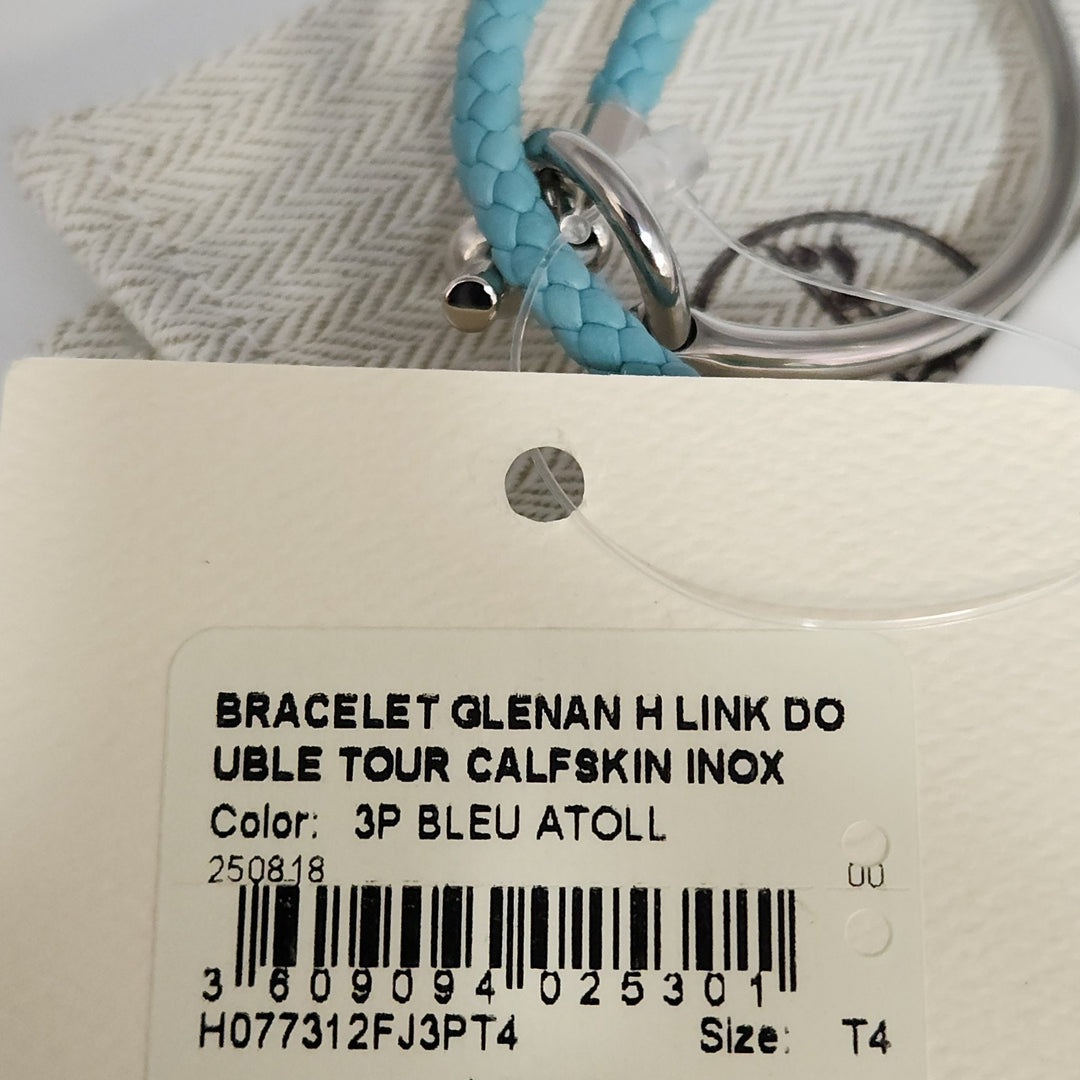 BRACELET GLENAN H LINK DO
UBLE TOUR CALFSKIN INOX
Color: 3P BLEU ATOLL
250818 00
3 609094 025301
H077312FJ3PT4 Size: T4